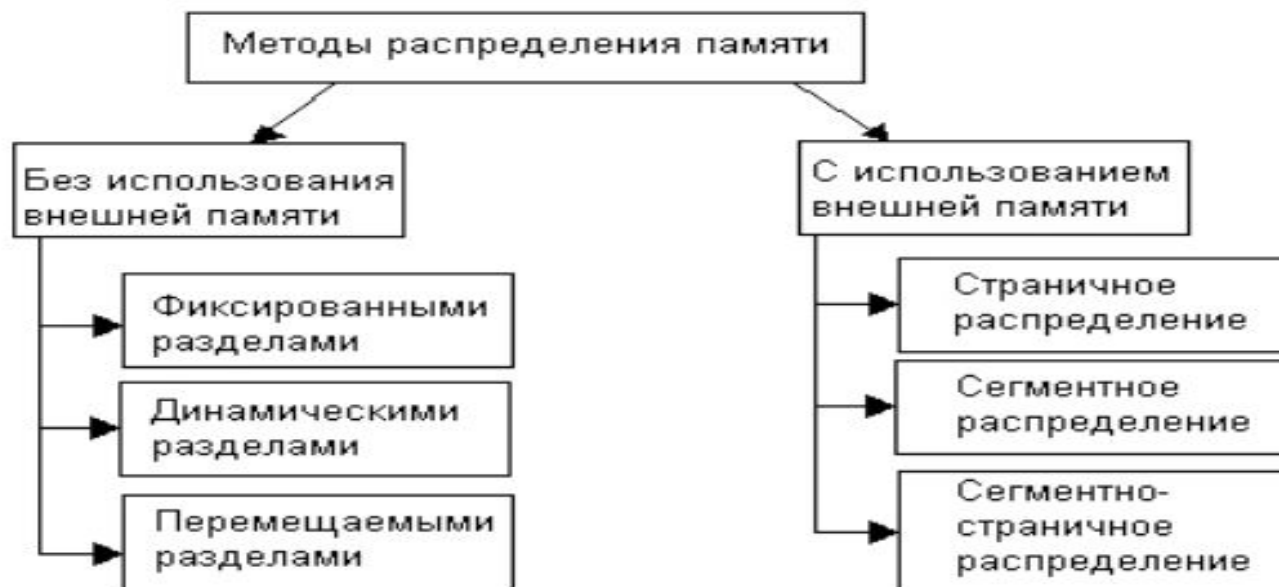 Методы распределения памяти
Без использования
внешней памяти
Фиксированными
разделами
Динамическими
разделами
Перемещаемыми
разделами
С использованием
внешней памяти
Страничное
распределение
Сегментное
распределение
Сегментно-
страничное
распределение